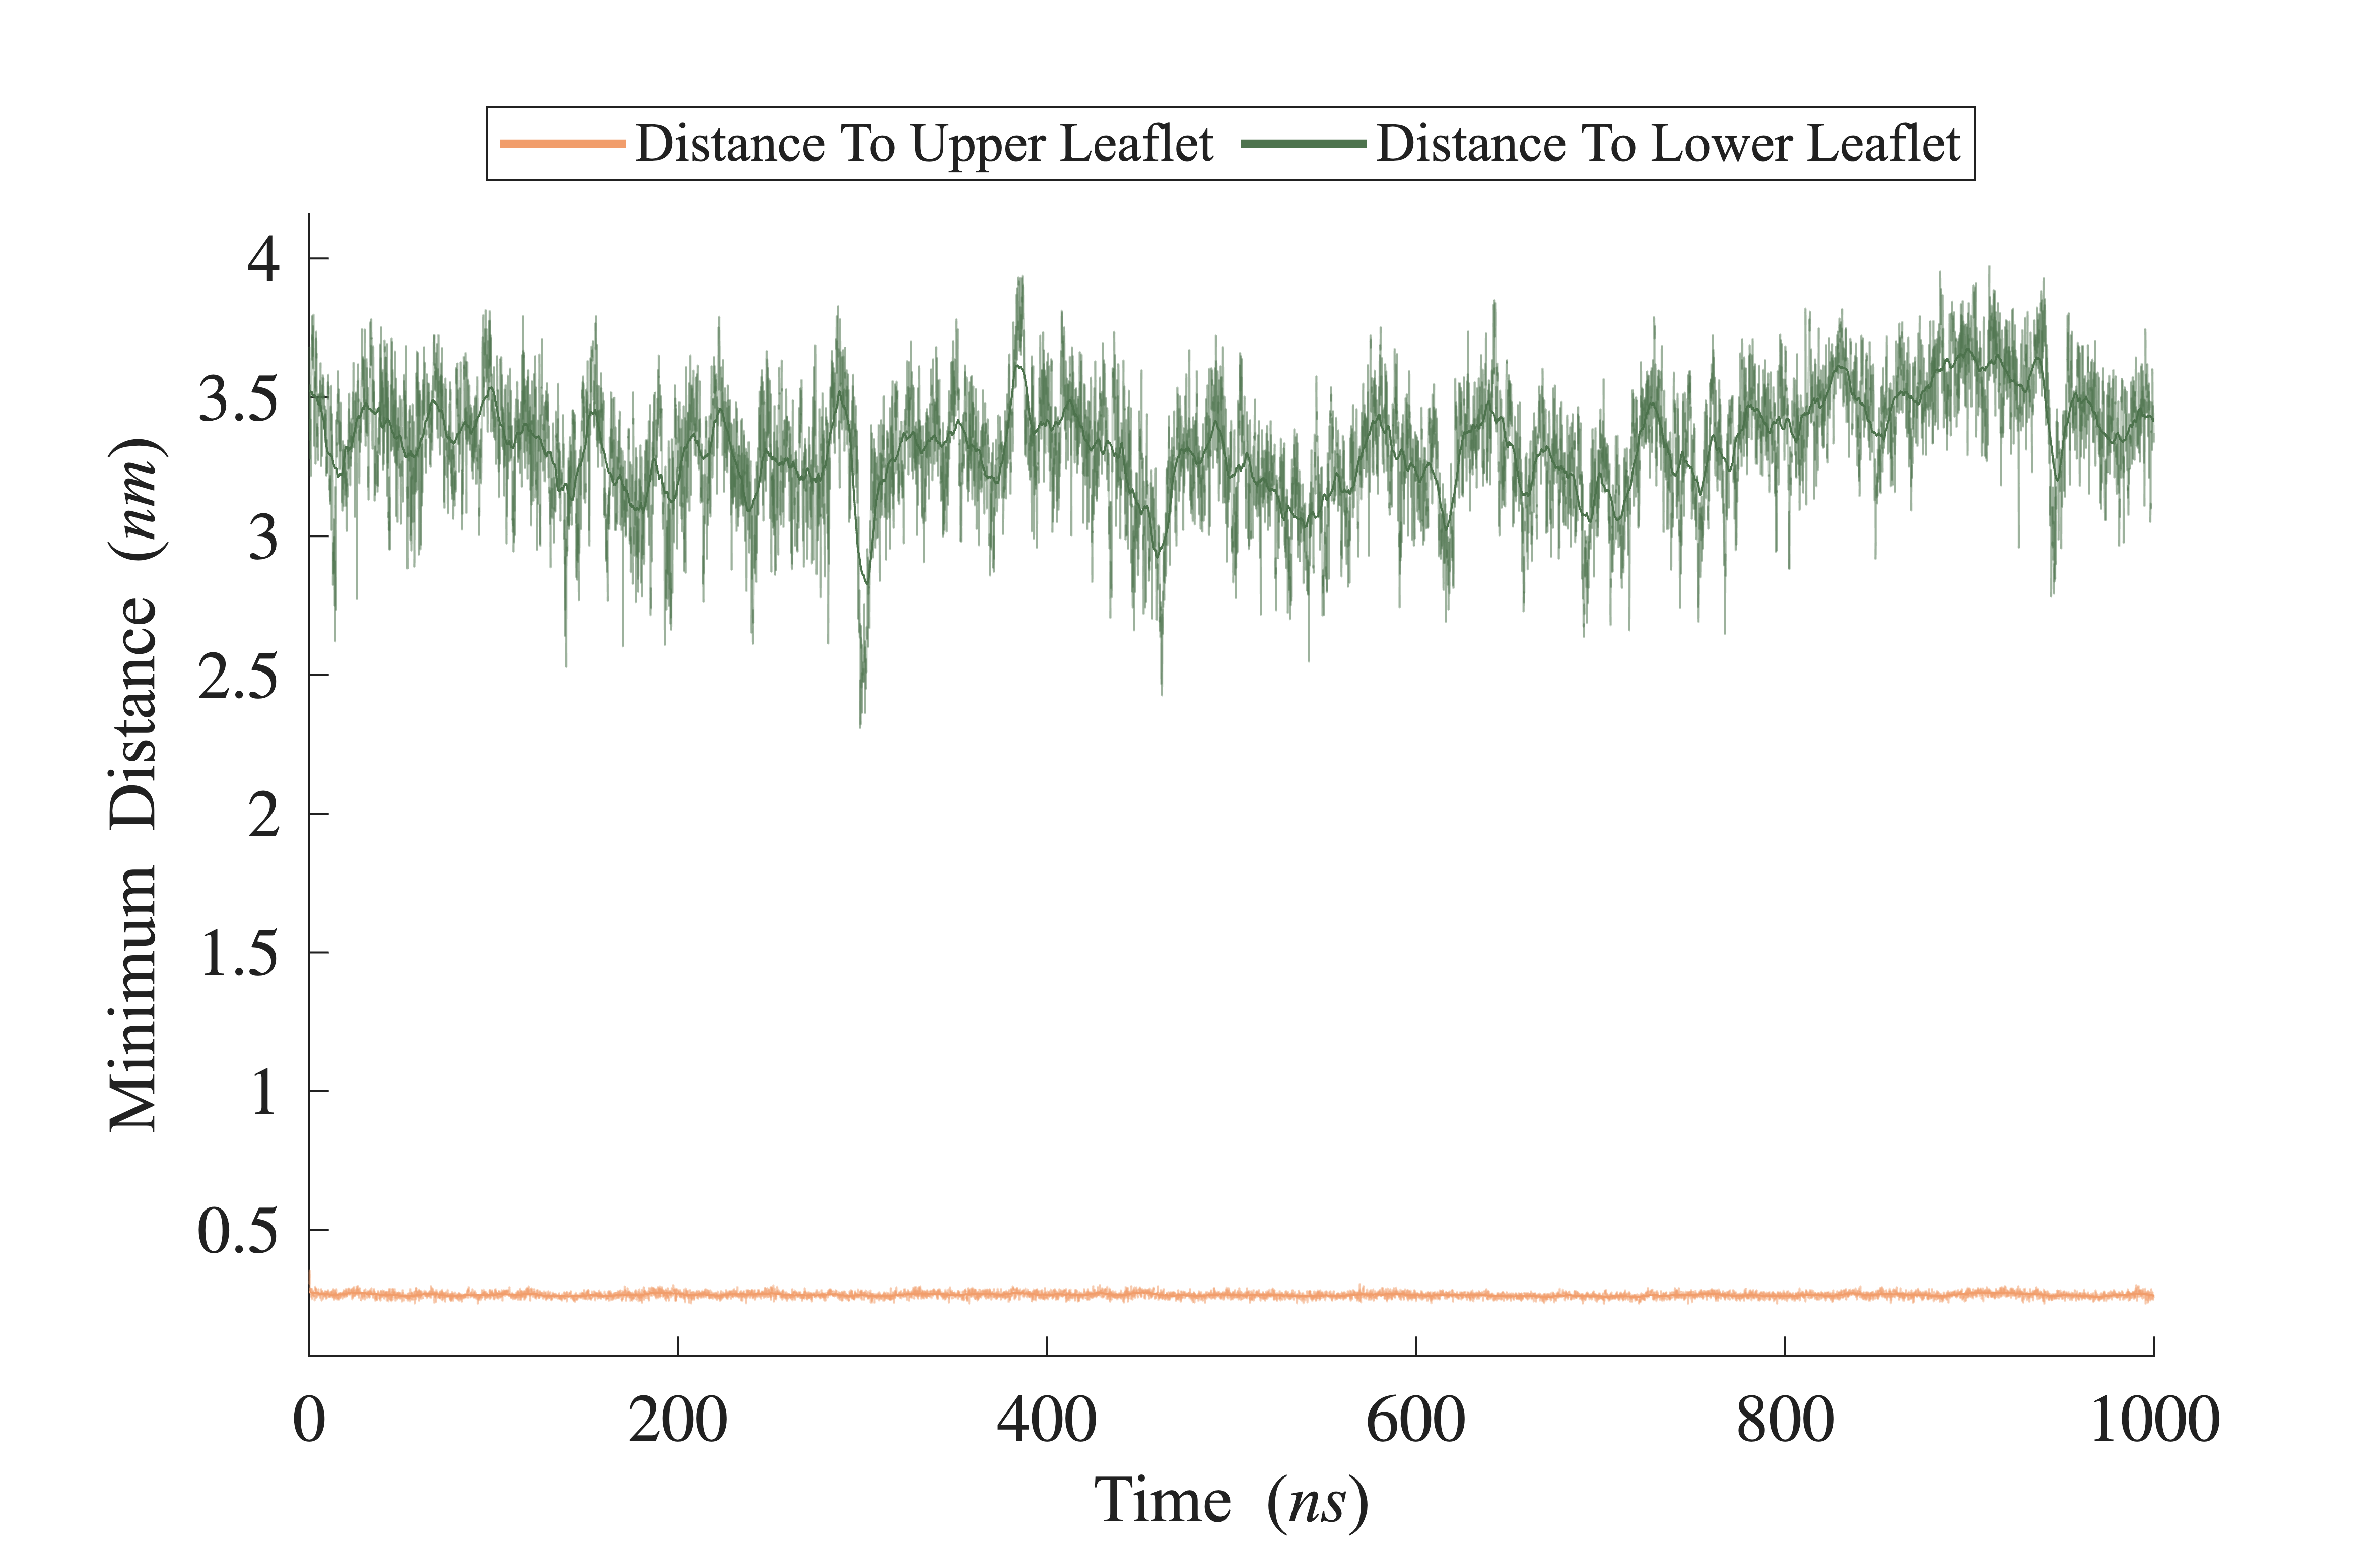 Distance To Upper Leaflet Distance To Lower Leaflet
Minimum Distance (nm)
4
3.5
3
2.5
2
1.5
1
0.5
0 200 400 600 800 1000
Time (ns)